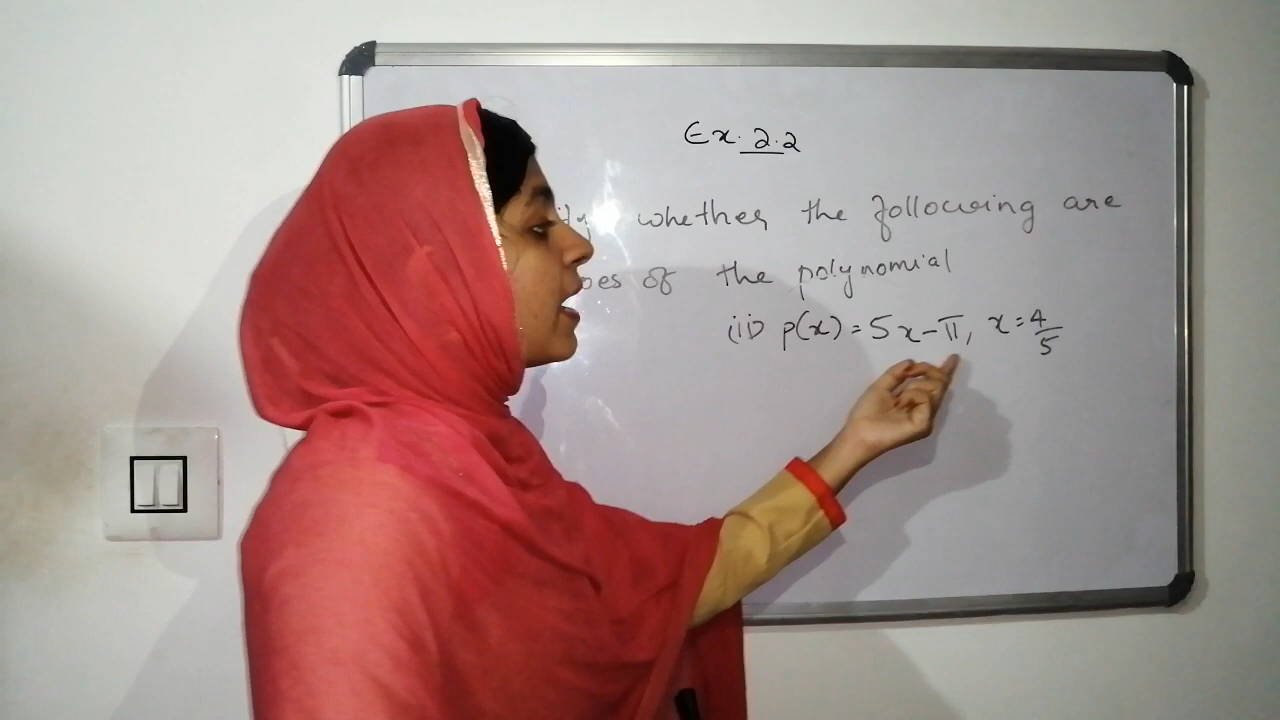 Ex. 2.2
whether the following are
of the polynomial
(ii) p(x) = 5x - π, x = 4/5